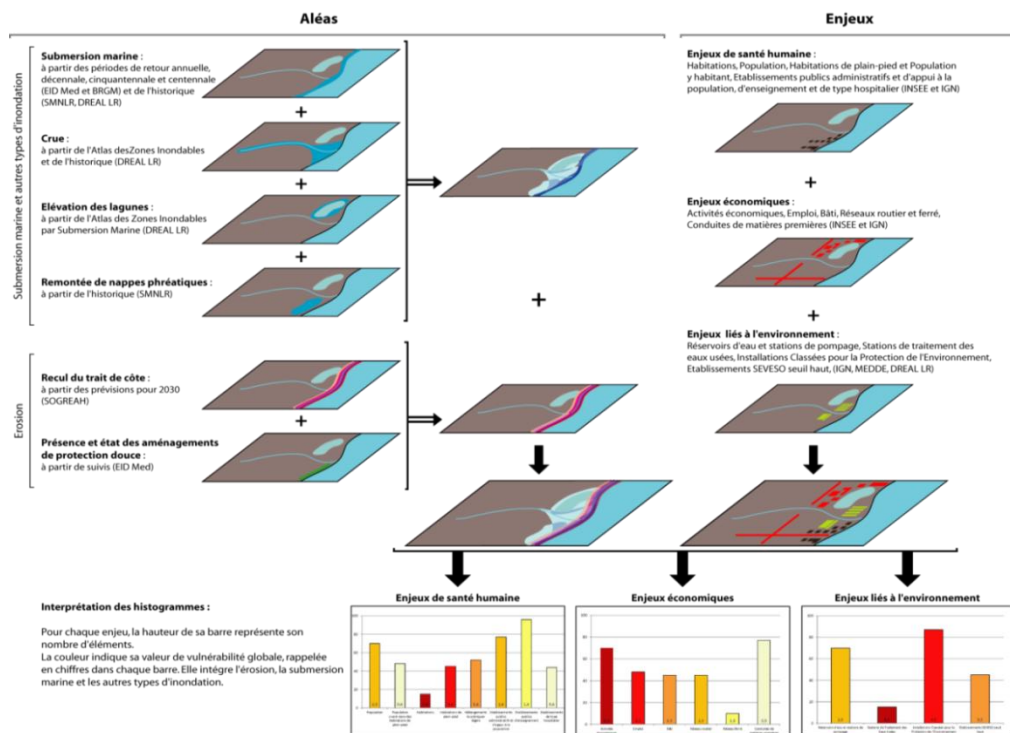 Aléas
Enjeux
Submersion marine et autres types d'inondation
Submersion marine :
à partir des périodes de retour annuelle,
décennale, cinquantennale et centennale
(EID Med et BRGM) et de l'historique
(SMNLR, DREAL LR)
+
Crue :
à partir de l'Atlas desZones Inondables
et de l'historique (DREAL LR)
+
Elévation des lagunes :
à partir de l'Atlas des Zones Inondables
par Submersion Marine (DREAL LR)
+
Remontée de nappes phréatiques :
à partir de l'historique (SMNLR)
+
Erosion
Recul du trait de côte :
à partir des prévisions pour 2030
(SOGREAH)
+
Présence et état des aménagements
de protection douce :
à partir de suivis (EID Med)
Enjeux de santé humaine :
Habitations, Population, Habitations de plain-pied et Population
y habitant, Etablissements publics administratifs et d'appui à la
population, d'enseignement et de type hospitalier (INSEE et IGN)
+
Enjeux économiques :
Activités économiques, Emploi, Bâti, Réseaux routier et ferré,
Conduites de matières premières (INSEE et IGN)
+
Enjeux liés à l'environnement :
Réservoirs d'eau et stations de pompage, Stations de traitement des
eaux usées, Installations Classées pour la Protection de l'Environnement,
Etablissements SEVESO seuil haut, (IGN, MEDDE, DREAL LR)
Interprétation des histogrammes :
Pour chaque enjeu, la hauteur de sa barre représente son
nombre d'éléments.
La couleur indique sa valeur de vulnérabilité globale, rappelée
en chiffres dans chaque barre. Elle intègre l'érosion, la submersion
marine et les autres types d'inondation.
Enjeux de santé humaine
Enjeux économiques
Enjeux liés à l'environnement